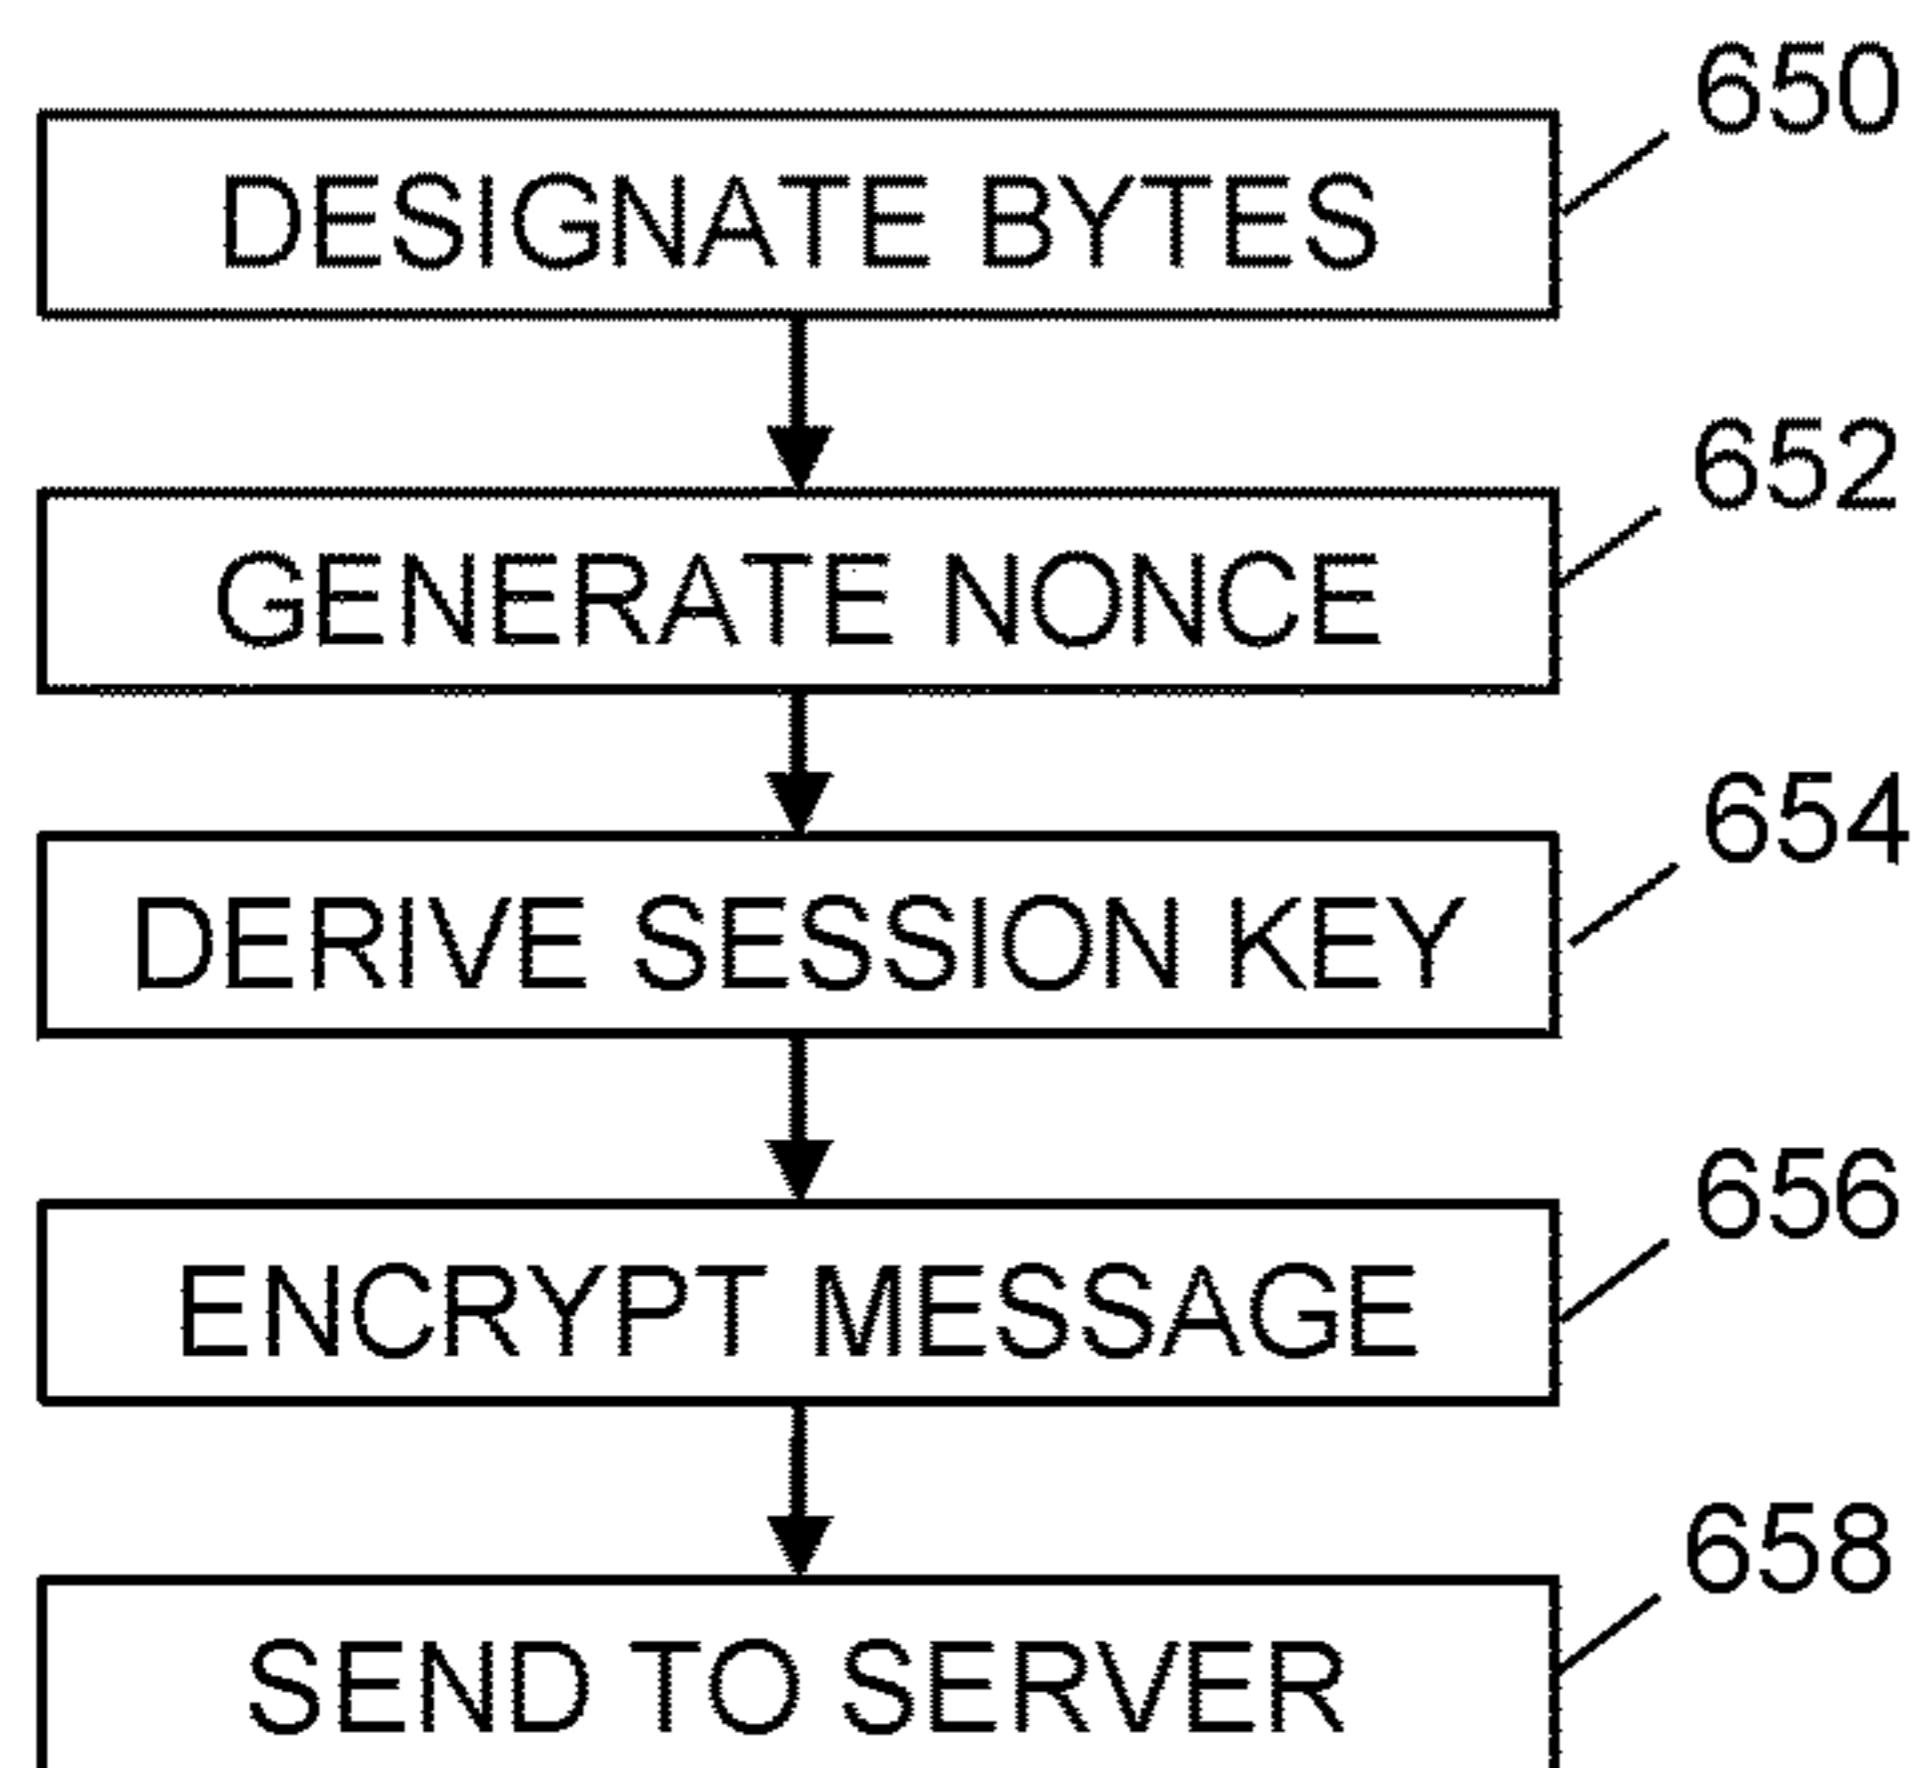 650
DESIGNATE BYTES
652
GENERATE NONCE
654
DERIVE SESSION KEY
656
ENCRYPT MESSAGE
658
SEND TO SERVER